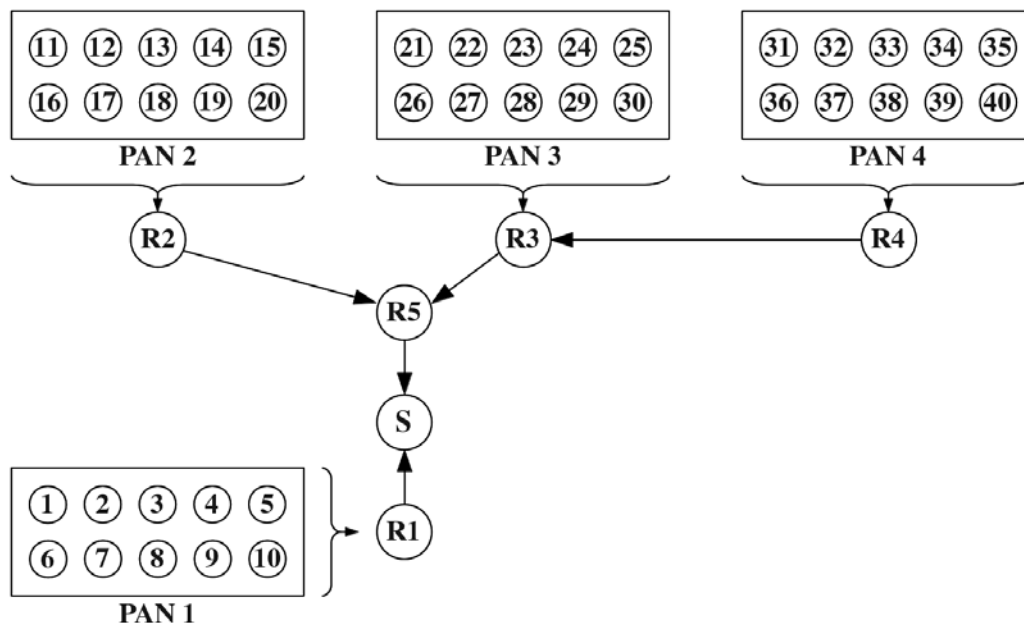 11 12 13 14 15 21 22 23 24 25 31 32 33 34 35
16 17 18 19 20 26 27 28 29 30 36 37 38 39 40
PAN 2 PAN 3 PAN 4
R2 R3 R4
R5
S
1 2 3 4 5
R1
6 7 8 9 10
PAN 1